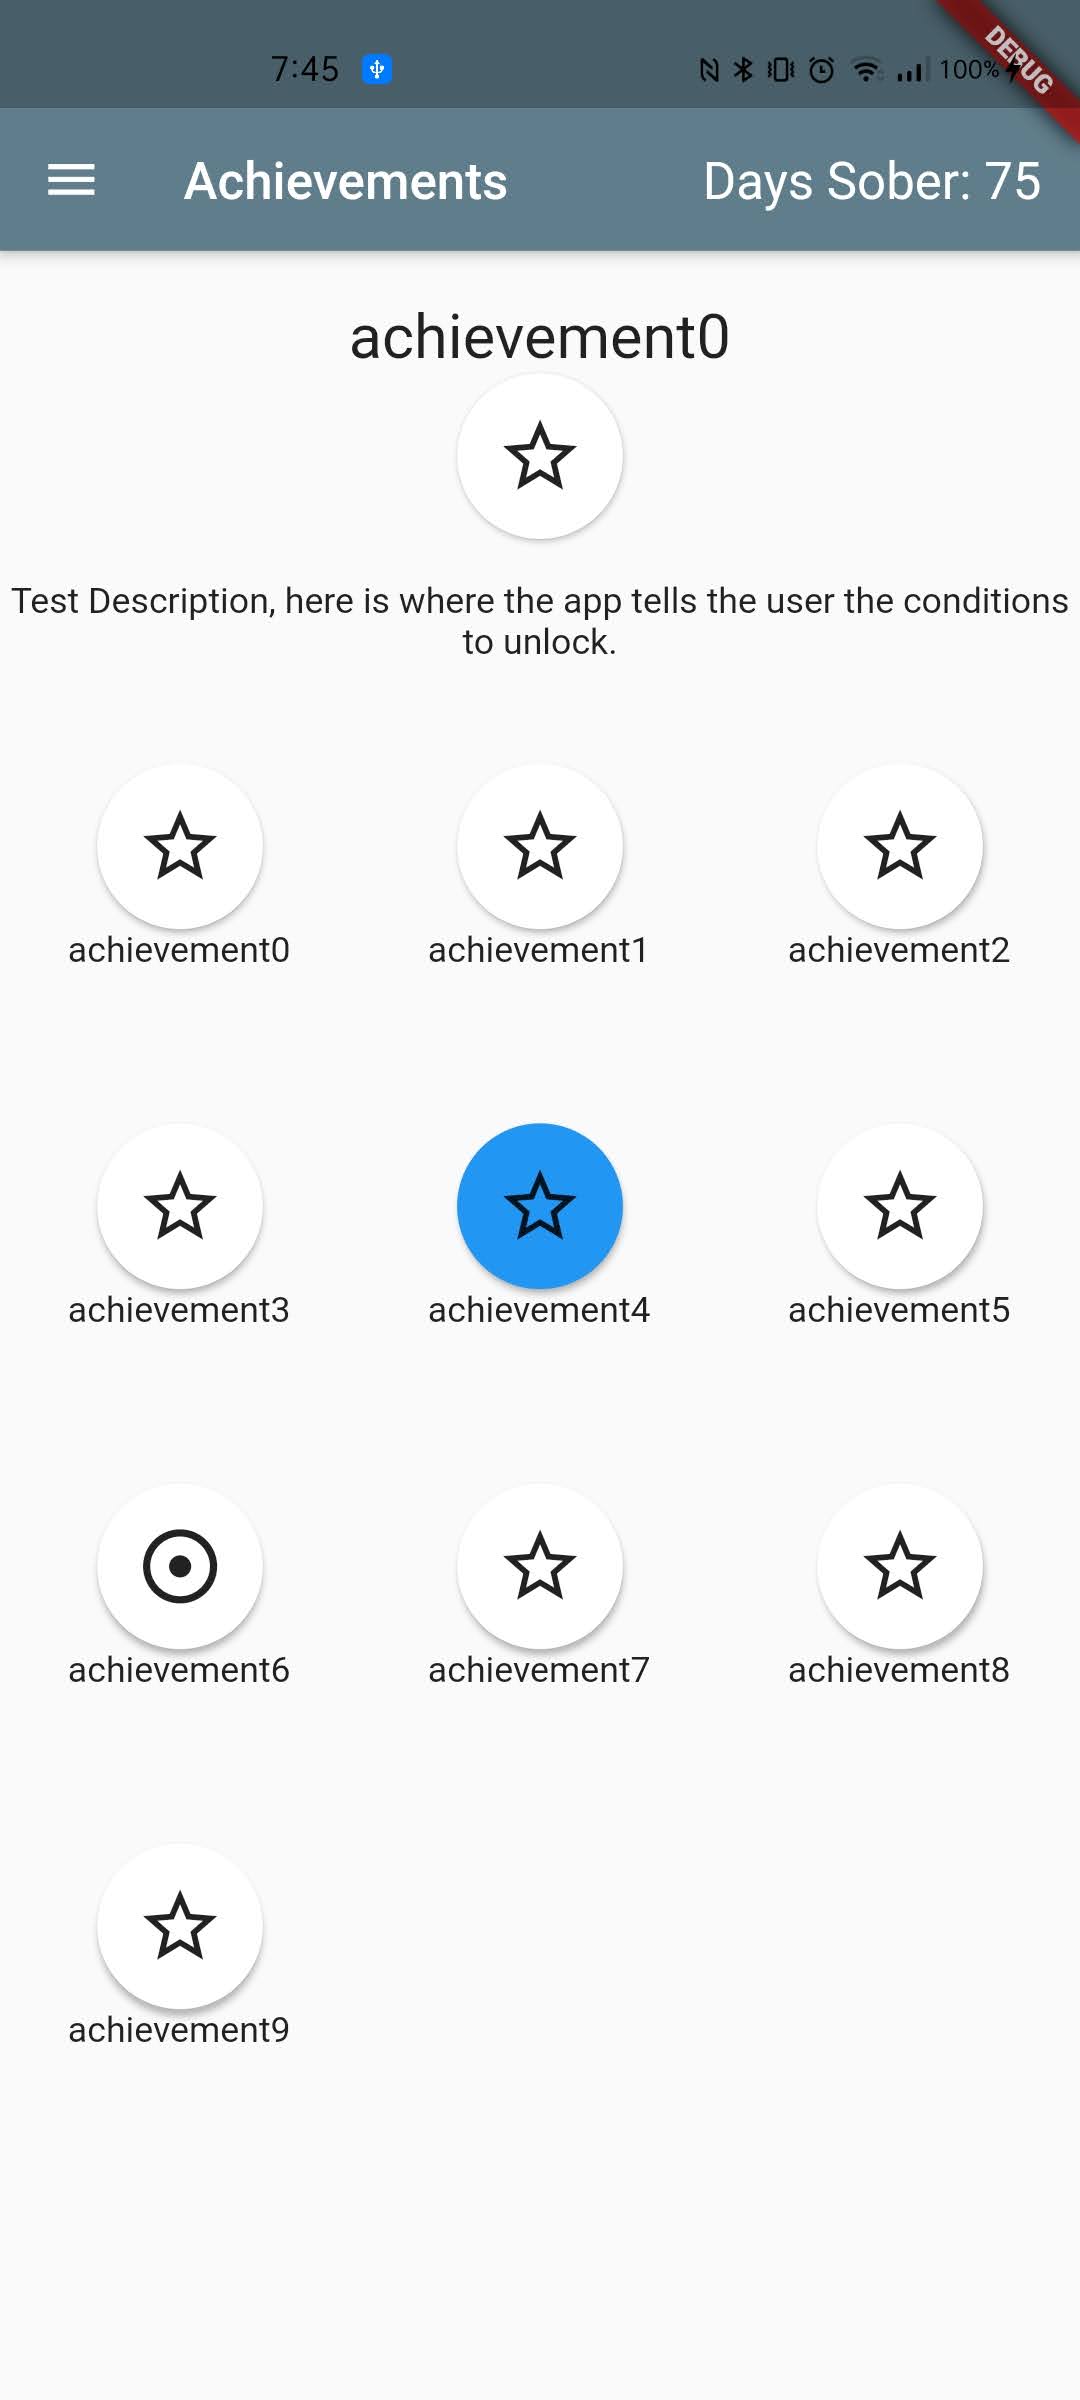 7:45
100%
DEBUG
Achievements
Days Sober: 75
achievement0
Test Description, here is where the app tells the user the conditions
to unlock.
achievement0
achievement1
achievement2
achievement3
achievement4
achievement5
achievement6
achievement7
achievement8
achievement9